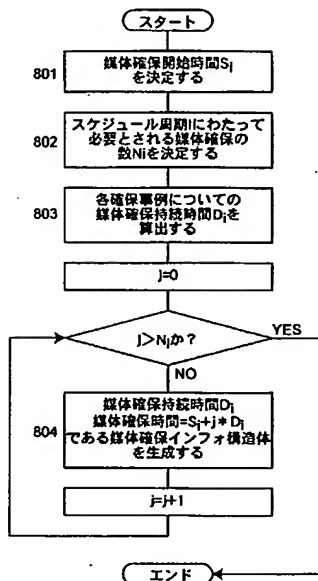 スタート
801
媒体確保開始時間Si
を決定する
802
スケジュール周期Iにわたって
必要とされる媒体確保の
数Niを決定する
803
各確保事例についての
媒体確保持続時間Diを
算出する
j=0
j>Niか?
YES
NO
804
媒体確保持続時間Di
媒体確保時間=Si+j*Di
である媒体確保インフォ構造体
を生成する
j=j+1
エンド